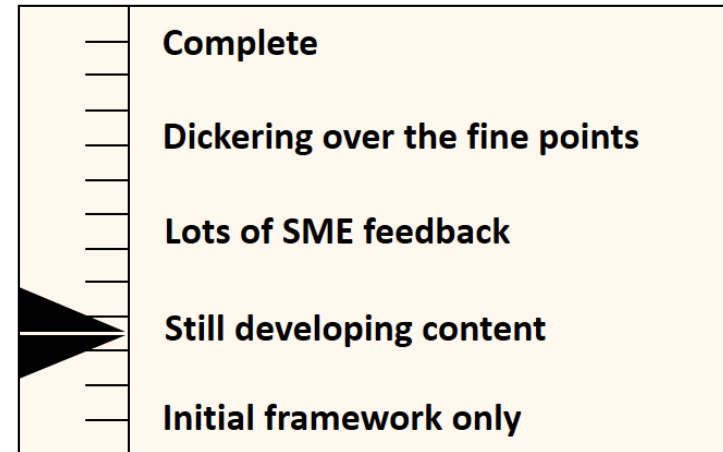 Complete
Dickering over the fine points
Lots of SME feedback
Still developing content
Initial framework only